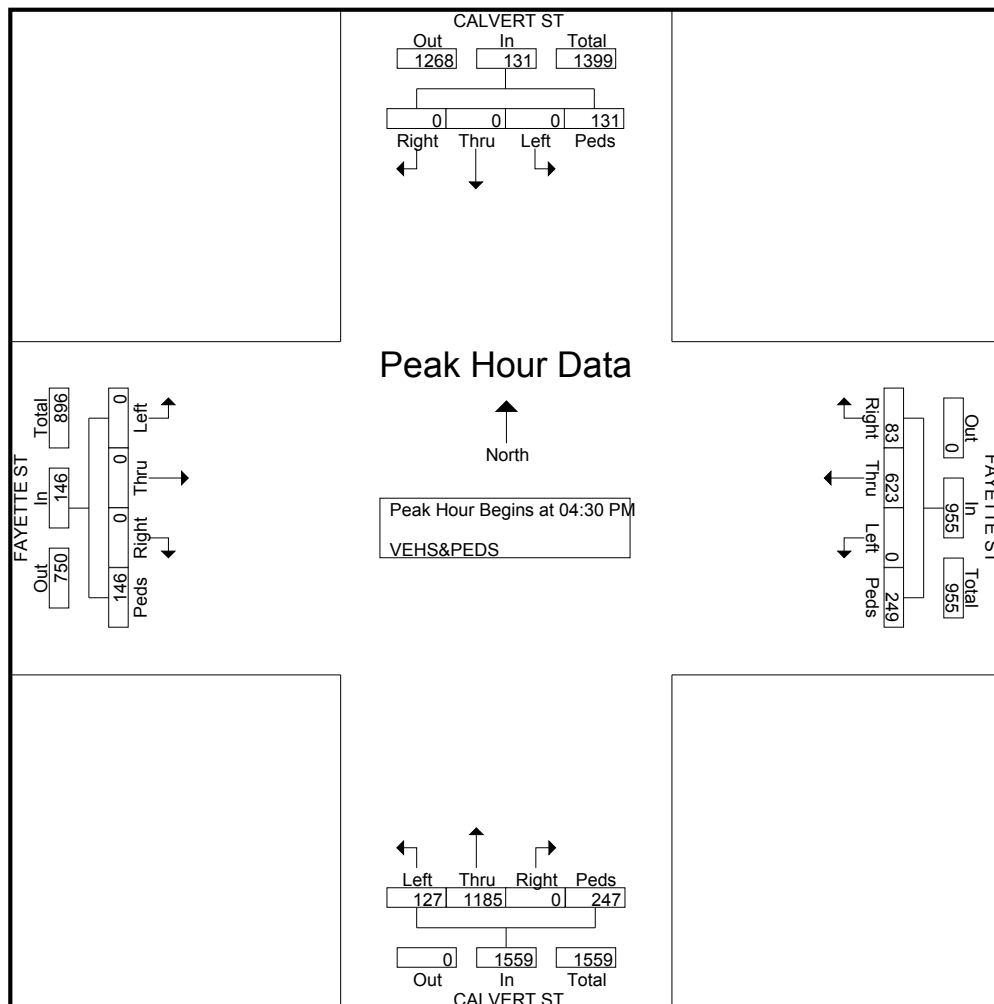 CALVERT ST
Out In Total
1268 131 1399
0 0 0 131
Right Thru Left Peds
Peak Hour Data
North
Peak Hour Begins at 04:30 PM
VEHS&PEDS
FAYETTE ST
Total In Out
896 146 750
0 0 0 146
Left Thru Right Peds
Right Thru Left Peds
83 623 0 249
Out In Total
0 955 955
FAYETTE ST
Left Thru Right Peds
127 1185 0 247
0 1559 1559
Out In Total
CALVERT ST